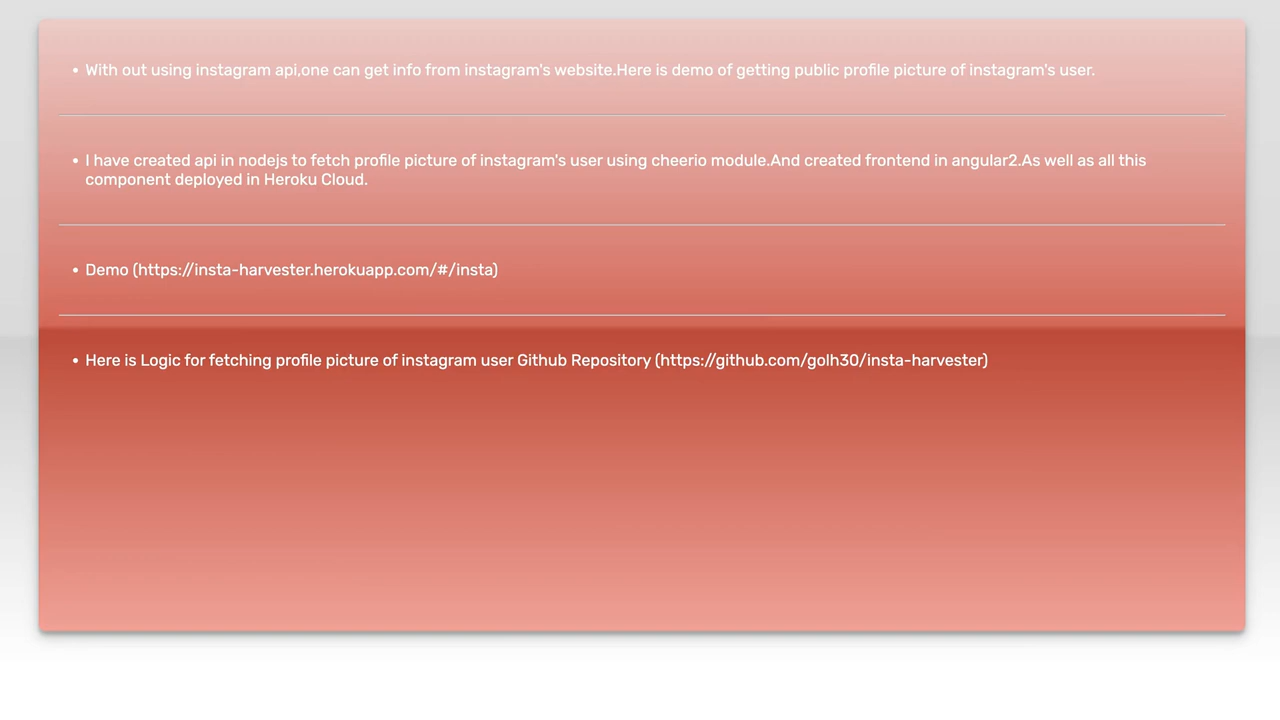 • With out using instagram api,one can get info from instagram's website.Here is demo of getting public profile picture of instagram's user.
• I have created api in nodejs to fetch profile picture of instagram's user using cheerio module.And created frontend in angular2.As well as all this
component deployed in Heroku Cloud.
• Demo (https://insta-harvester.herokuapp.com/#/insta)
• Here is Logic for fetching profile picture of instagram user Github Repository (https://github.com/golh30/insta-harvester)